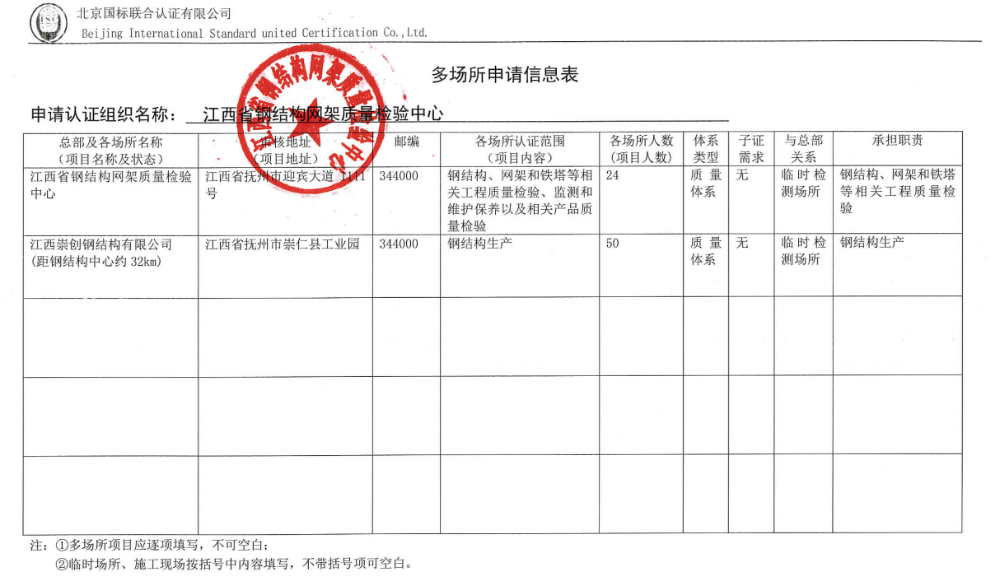 北京国标联合认证有限公司
Beijing International Standard united Certification Co.,Ltd.
ISC
多场所申请信息表
申请认证组织名称： 江西省钢结构网架质量检验中心
江西省钢结构网架质量检验中心
总部及各场所名称
（项目名称及状态）
审核地址
（项目地址）
邮编
各场所认证范围
（项目内容）
各场所人数
(项目人数)
体系
类型
子证
需求
与总部
关系
承担职责
江西省钢结构网架质量检验
中心
江西省抚州市迎宾大道 1111
号
344000
钢结构、网架和铁塔等相
关工程质量检验、监测和
维护保养以及相关产品质
量检验
24
质 量
体系
无
临 时 检
测场所
钢结构、网架和铁塔
等相关工程质量检
验
江西崇创钢结构有限公司
(距钢结构中心约 32km)
江西省抚州市崇仁县工业园
344000
钢结构生产
50
质 量
体系
无
临 时 检
测场所
钢结构生产
注：①多场所项目应逐项填写，不可空白；
②临时场所、施工现场按括号中内容填写，不带括号项可空白。